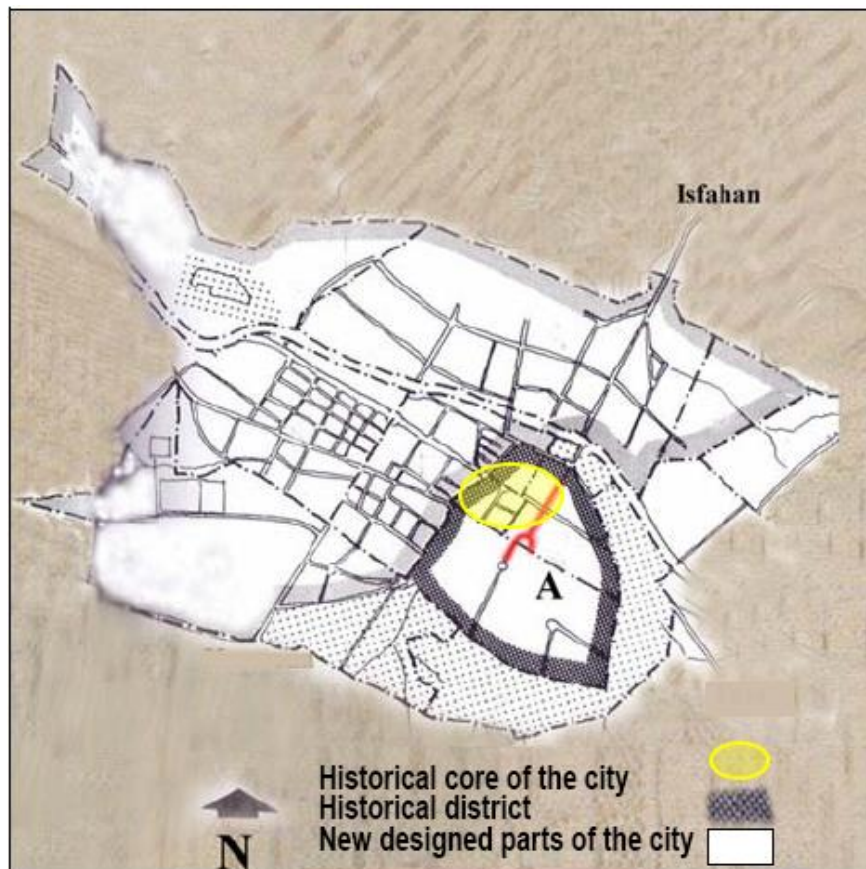 Isfahan
A
Historical core of the city
Historical district
New designed parts of the city
N